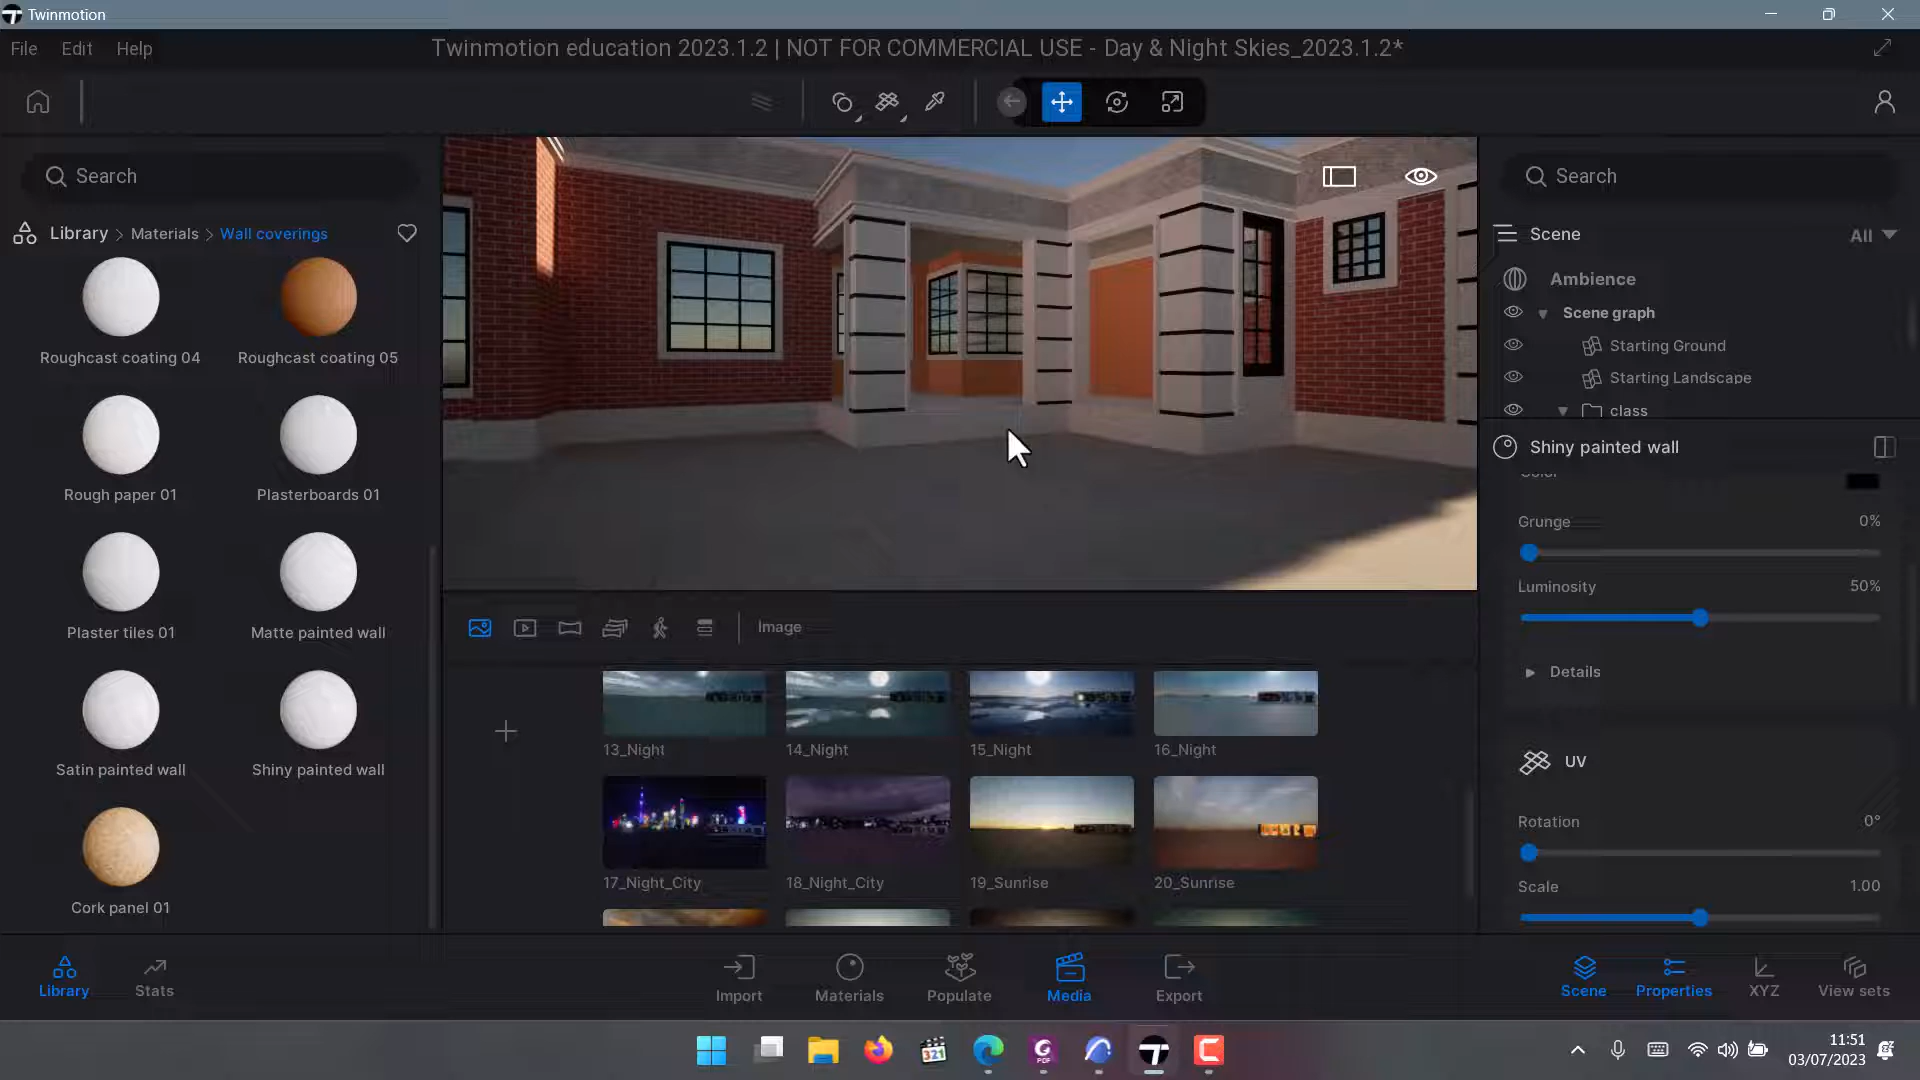 Twinmotion
File Edit Help
Twinmotion education 2023.1.2 | NOT FOR COMMERCIAL USE - Day & Night Skies_2023.1.2*
Search
Library > Materials > Wall coverings
Roughcast coating 04
Roughcast coating 05
Rough paper 01
Plasterboards 01
Plaster tiles 01
Matte painted wall
Satin painted wall
Shiny painted wall
Cork panel 01
Image
13_Night
14_Night
15_Night
16_Night
17_Night_City
18_Night_City
19_Sunrise
20_Sunrise
Search
Scene
All
Ambience
Scene graph
Starting Ground
Starting Landscape
class
Shiny painted wall
Color
Grunge 0%
Luminosity 50%
Details
UV
Rotation 0°
Scale 1.00
Library
Stats
Import
Materials
Populate
Media
Export
Scene
Properties
XYZ
View sets
321
PDF
11:51
03/07/2023